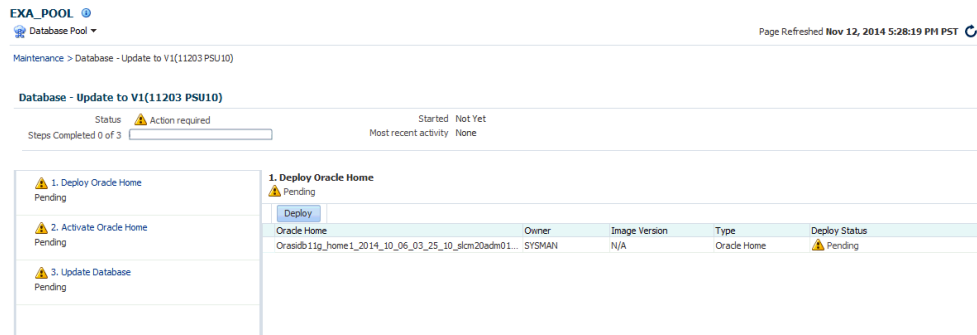 EXA_POOL
Database Pool
Page Refreshed Nov 12, 2014 5:28:19 PM PST
Maintenance > Database - Update to V1(11203 PSU10)
Database - Update to V1(11203 PSU10)
Status Action required
Started Not Yet
Steps Completed 0 of 3
Most recent activity None
1. Deploy Oracle Home
Pending
2. Activate Oracle Home
Pending
3. Update Database
Pending
1. Deploy Oracle Home
Pending
Deploy
Oracle Home Owner Image Version Type Deploy Status
Orasidb11g_home1_2014_10_06_03_25_10_slcm20adm01... SYSMAN N/A Oracle Home Pending